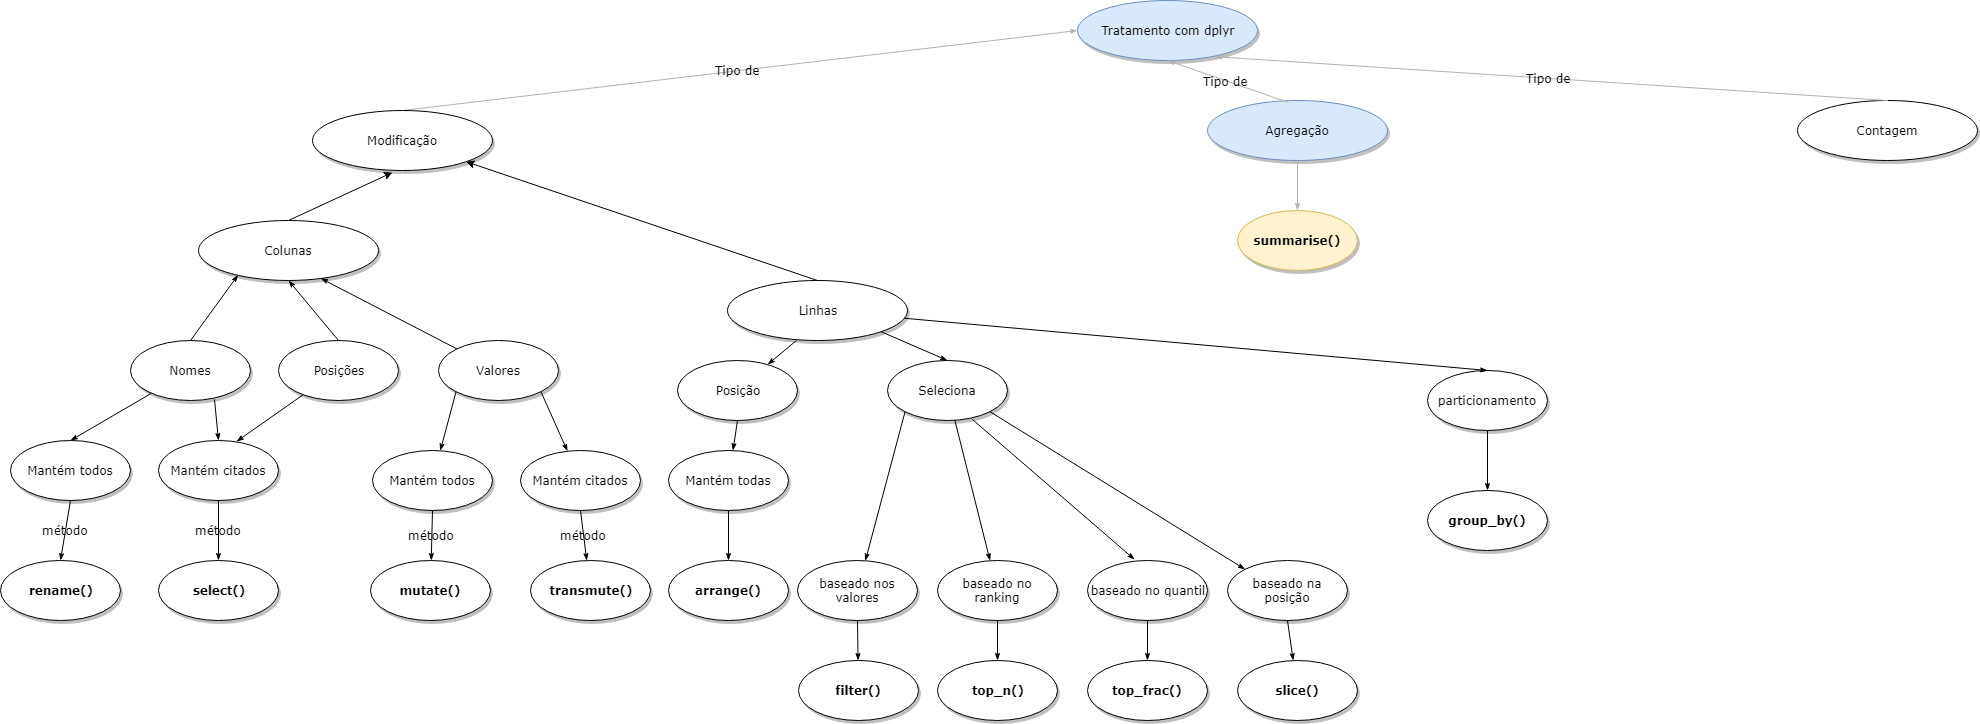 Tratamento com dplyr
Tipo de
Tipo de
Tipo de
Modificação
Agregação
Contagem
Colunas
summarise()
Linhas
Nomes
Posições
Valores
Posição
Seleciona
particionamento
Mantém todos
Mantém citados
Mantém todos
Mantém citados
Mantém todas
group_by()
método
método
método
método
rename()
select()
mutate()
transmute()
arrange()
baseado nos
valores
baseado no
ranking
baseado no quantil
baseado na
posição
filter()
top_n()
top_frac()
slice()